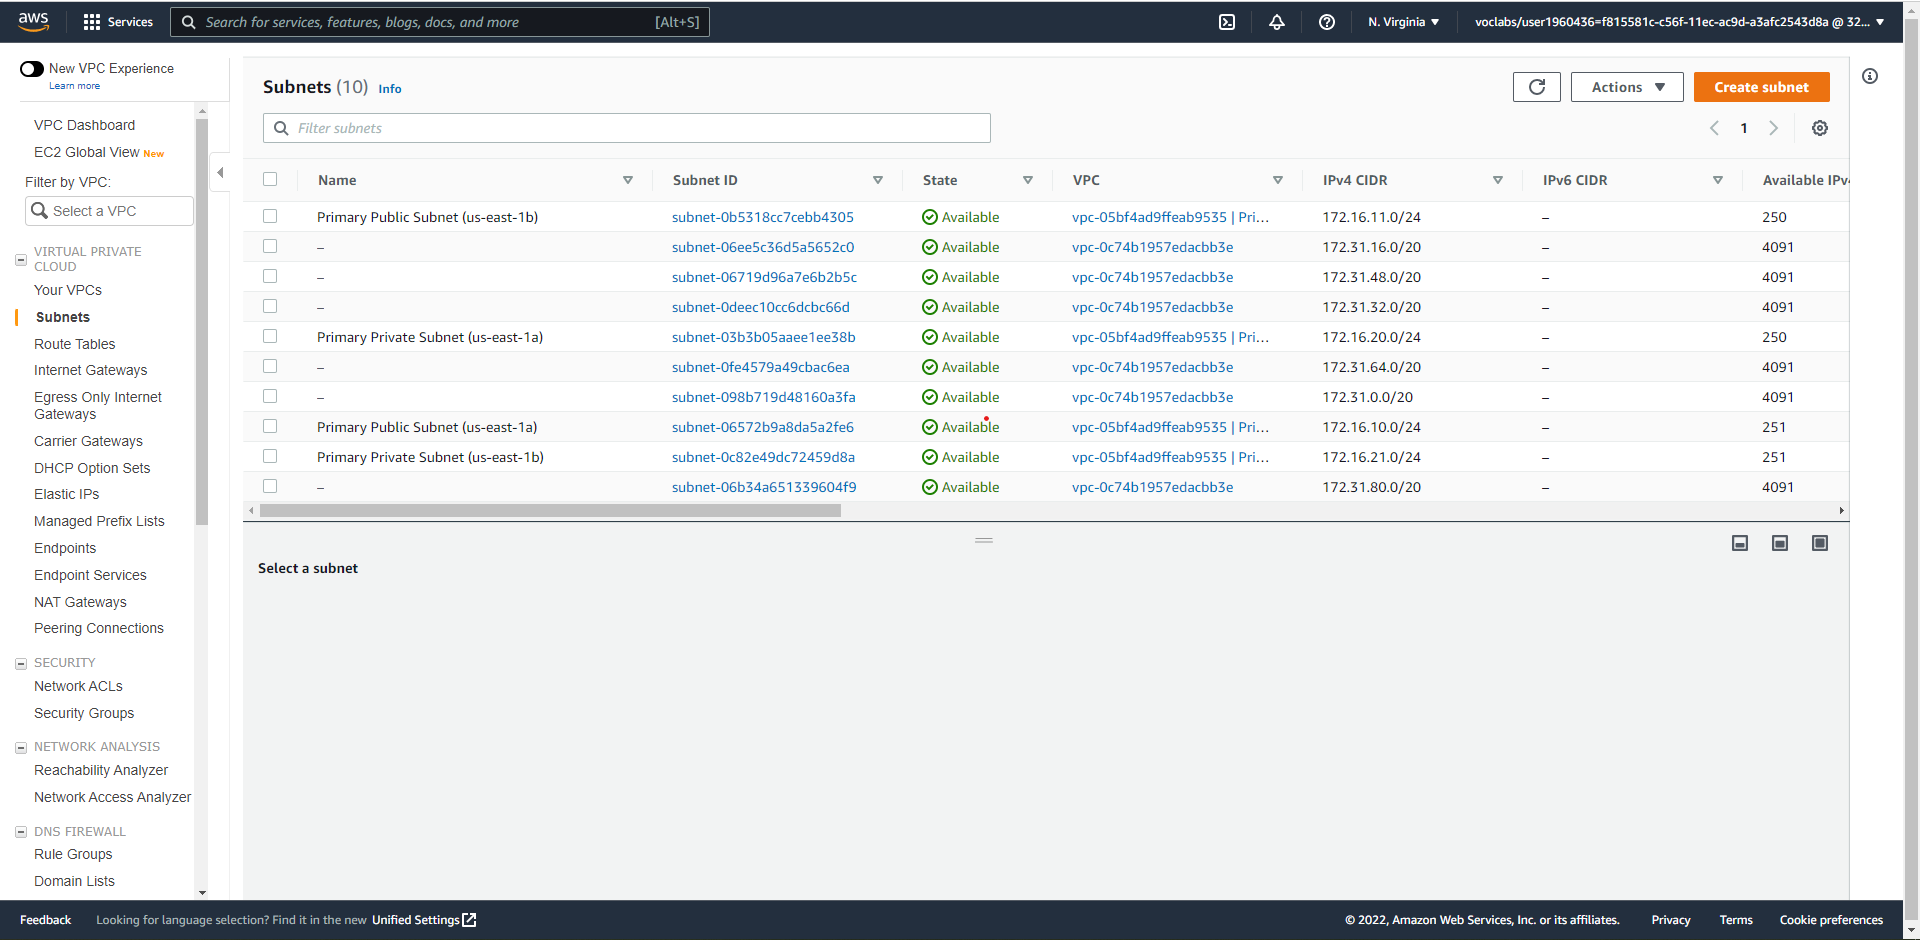 aws Services Search for services, features, blogs, docs, and more [Alt+S] N. Virginia voclabs/user1960436=f815581c-c56f-11ec-ac9d-a3afc2543d8a @ 32...
New VPC Experience
Learn more
VPC Dashboard
EC2 Global View New
Filter by VPC:
Select a VPC
VIRTUAL PRIVATE
CLOUD
Your VPCs
Subnets
Route Tables
Internet Gateways
Egress Only Internet
Gateways
Carrier Gateways
DHCP Option Sets
Elastic IPs
Managed Prefix Lists
Endpoints
Endpoint Services
NAT Gateways
Peering Connections
SECURITY
Network ACLs
Security Groups
NETWORK ANALYSIS
Reachability Analyzer
Network Access Analyzer
DNS FIREWALL
Rule Groups
Domain Lists
Subnets (10) Info
Actions Create subnet
Filter subnets
1
Name Subnet ID State VPC IPv4 CIDR IPv6 CIDR Available IPv
Primary Public Subnet (us-east-1b) subnet-0b5318cc7cebb4305 Available vpc-05bf4ad9ffeab9535 | Pri... 172.16.11.0/24 – 250
– subnet-06ee5c36d5a5652c0 Available vpc-0c74b1957edacbb3e 172.31.16.0/20 – 4091
– subnet-06719d96a7e6b2b5c Available vpc-0c74b1957edacbb3e 172.31.48.0/20 – 4091
– subnet-0deec10cc6dcbc66d Available vpc-0c74b1957edacbb3e 172.31.32.0/20 – 4091
Primary Private Subnet (us-east-1a) subnet-03b3b05aaee1ee38b Available vpc-05bf4ad9ffeab9535 | Pri... 172.16.20.0/24 – 250
– subnet-0fe4579a49cbac6ea Available vpc-0c74b1957edacbb3e 172.31.64.0/20 – 4091
– subnet-098b719d48160a3fa Available vpc-0c74b1957edacbb3e 172.31.0.0/20 – 4091
Primary Public Subnet (us-east-1a) subnet-06572b9a8da5a2fe6 Available vpc-05bf4ad9ffeab9535 | Pri... 172.16.10.0/24 – 251
Primary Private Subnet (us-east-1b) subnet-0c82e49dc72459d8a Available vpc-05bf4ad9ffeab9535 | Pri... 172.16.21.0/24 – 251
– subnet-06b34a651339604f9 Available vpc-0c74b1957edacbb3e 172.31.80.0/20 – 4091
Select a subnet
Feedback Looking for language selection? Find it in the new Unified Settings © 2022, Amazon Web Services, Inc. or its affiliates. Privacy Terms Cookie preferences